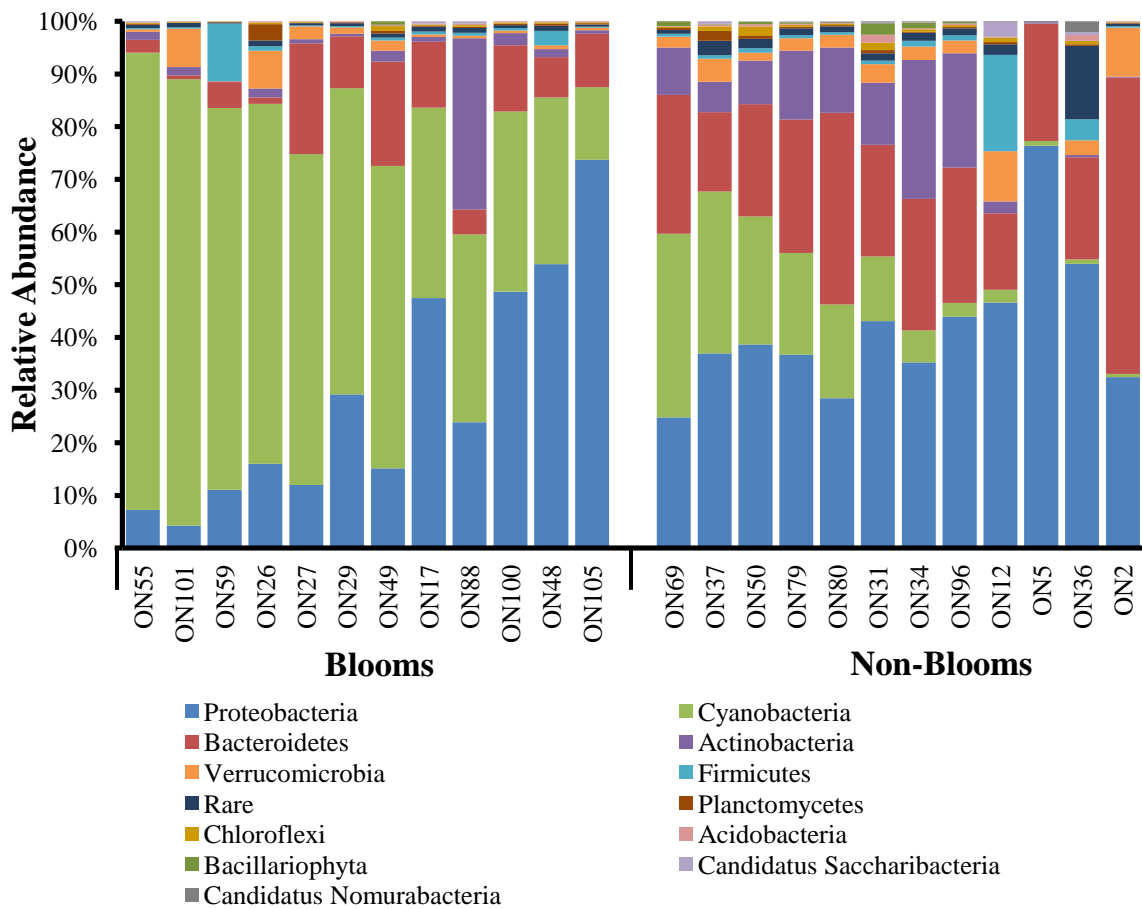 Relative Abundance
100%
90%
80%
70%
60%
50%
40%
30%
20%
10%
0%
ON55
ON101
ON59
ON26
ON27
ON29
ON49
ON17
ON88
ON100
ON48
ON105
ON69
ON37
ON50
ON79
ON80
ON31
ON34
ON96
ON12
ON5
ON36
ON2
Blooms
Non-Blooms
Proteobacteria
Cyanobacteria
Bacteroidetes
Actinobacteria
Verrucomicrobia
Firmicutes
Rare
Planctomycetes
Chloroflexi
Acidobacteria
Bacillariophyta
Candidatus Saccharibacteria
Candidatus Nomurabacteria